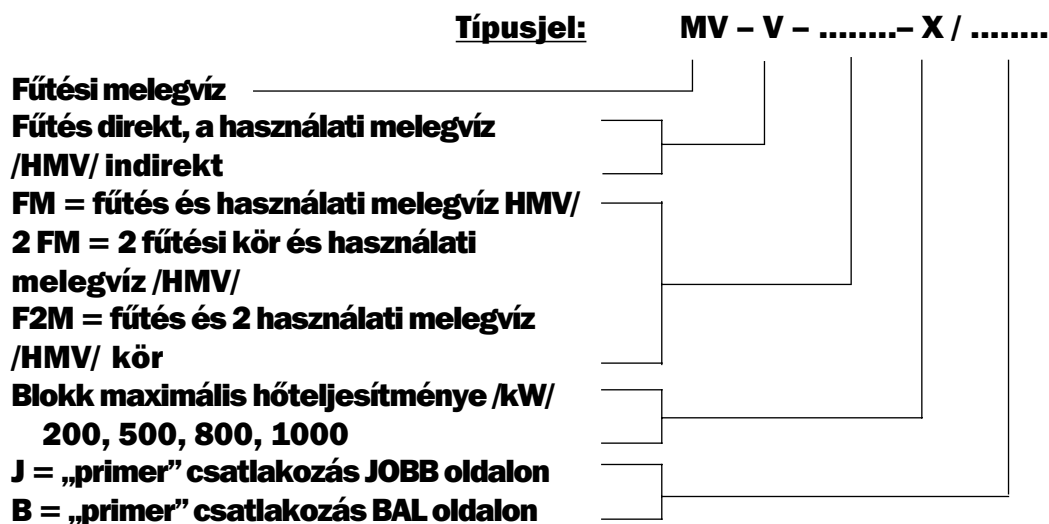 Típusjel: MV – V – ........– X / ........
Fűtési melegvíz
Fűtés direkt, a használati melegvíz
/HMV/ indirekt
FM = fűtés és használati melegvíz HMV/
2 FM = 2 fűtési kör és használati
melegvíz /HMV/
F2M = fűtés és 2 használati melegvíz
/HMV/ kör
Blokk maximális hőteljesítménye /kW/
200, 500, 800, 1000
J = „primer” csatlakozás JOBB oldalon
B = „primer” csatlakozás BAL oldalon